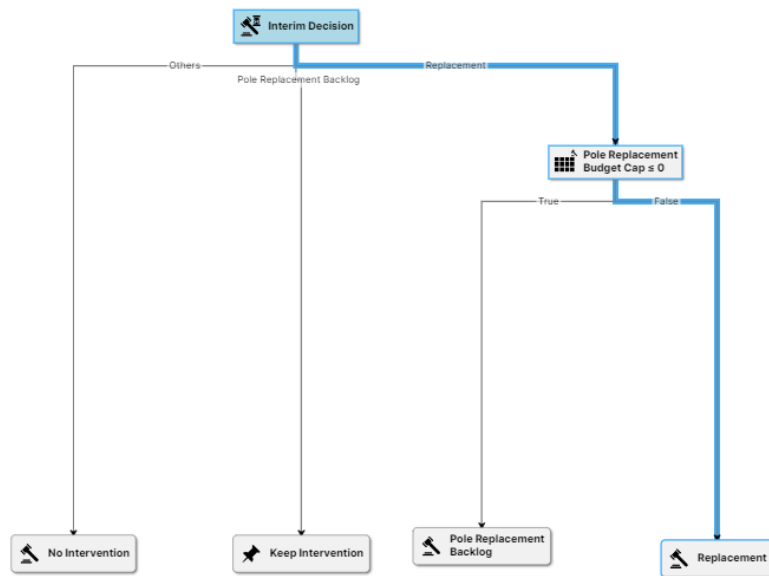 Interim Decision
Others
Replacement
Pole Replacement Backlog
Pole Replacement
Budget Cap ≤ 0
True
False
No Intervention
Keep Intervention
Pole Replacement
Backlog
Replacement